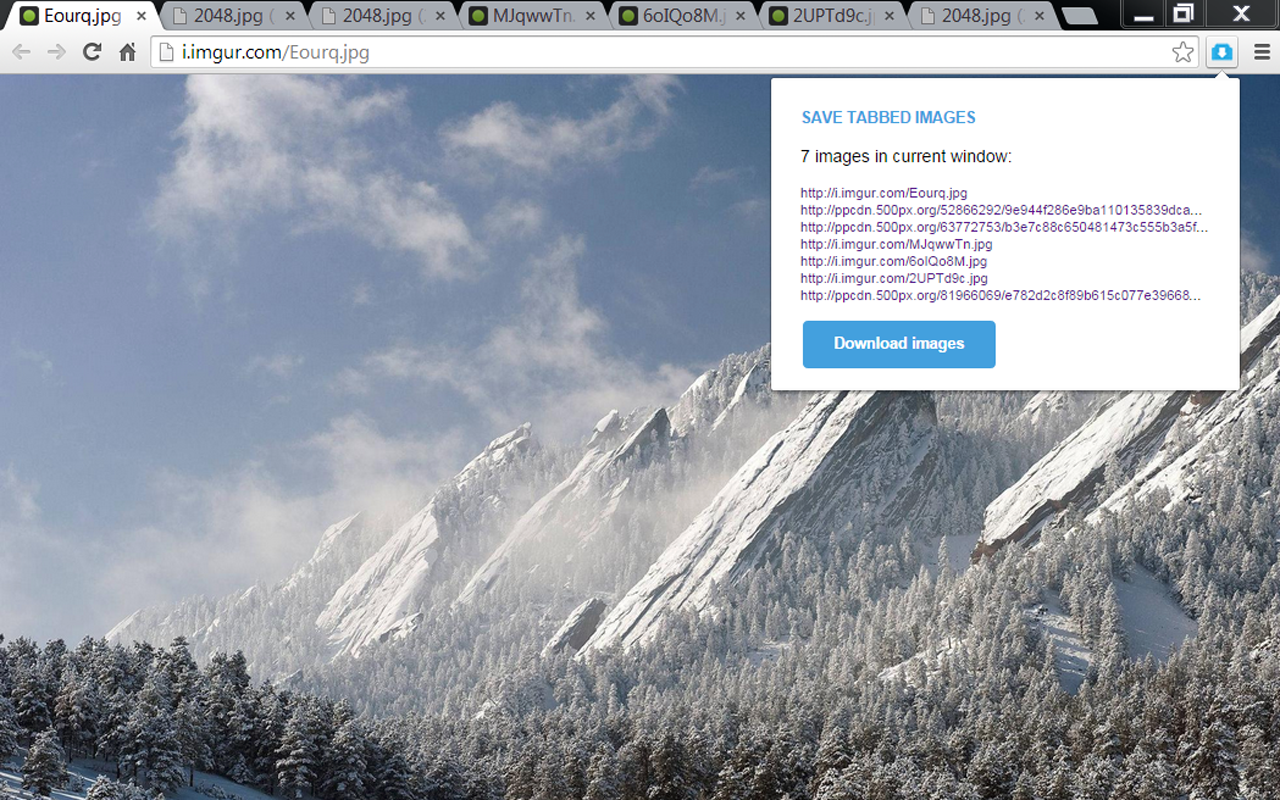 Eourq.jpg
2048.jpg (
2048.jpg (
MJqwwTn.
6oIQo8M.j
2UPTd9c.j
2048.jpg (
i.imgur.com/Eourq.jpg
SAVE TABBED IMAGES
7 images in current window:
http://i.imgur.com/Eourq.jpg
http://ppcdn.500px.org/52866292/9e944f286e9ba110135839dca...
http://ppcdn.500px.org/63772753/b3e7c88c650481473c555b3a5f...
http://i.imgur.com/MJqwwTn.jpg
http://i.imgur.com/6oIQo8M.jpg
http://i.imgur.com/2UPTd9c.jpg
http://ppcdn.500px.org/81966069/e782d2c8f89b615c077e39668...
Download images